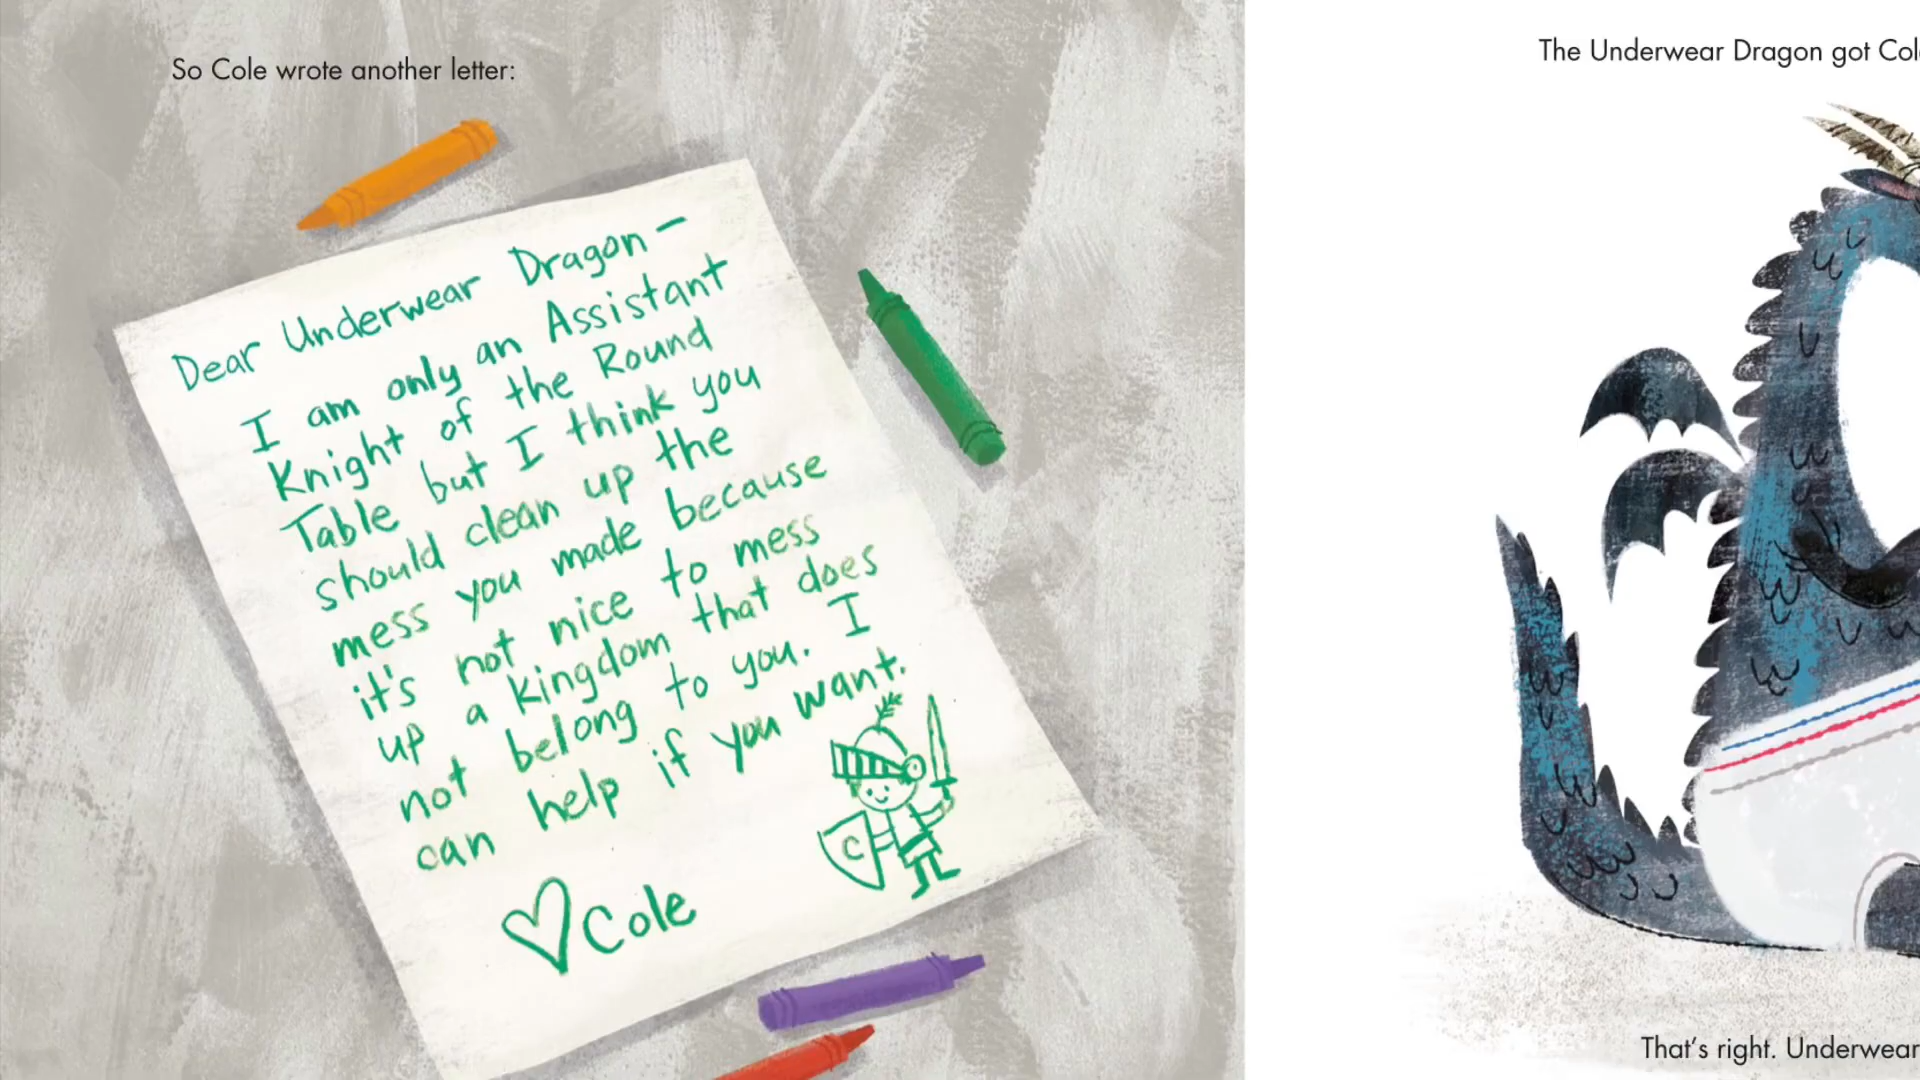 So Cole wrote another letter:
Dear Underwear Dragon—
I am only an Assistant
Knight of the Round
Table but I think you
should clean up the
mess you made because
it's not nice to mess
up a kingdom that does
not belong to you. I
can help if you want.
♡Cole
C
The Underwear Dragon got
That's right. Underwear